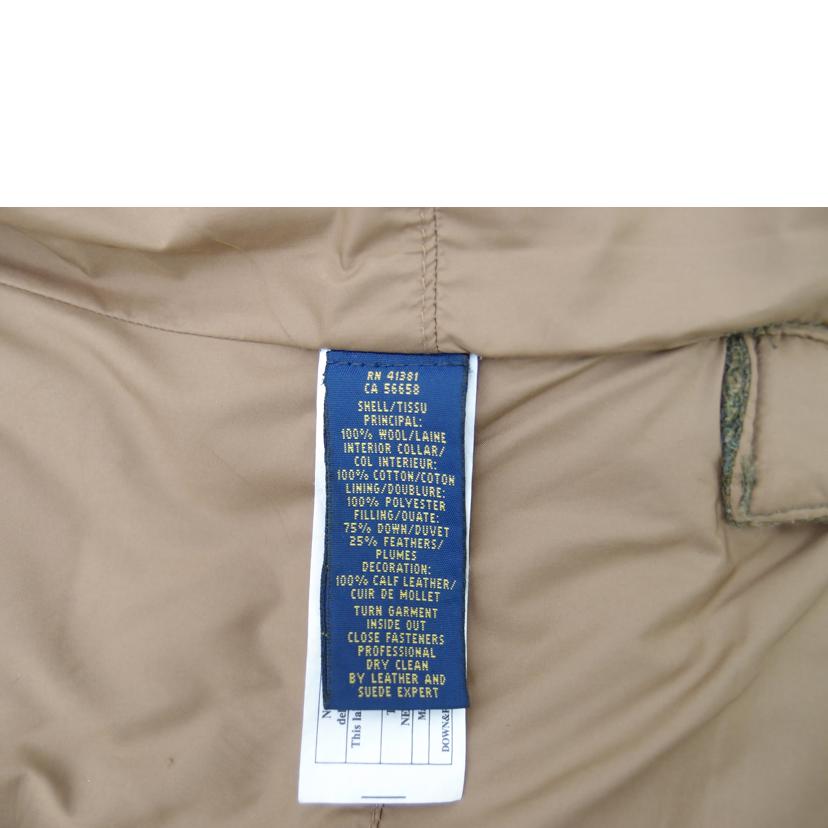 RN 41381
CA 56658
SHELL/TISSU
PRINCIPAL:
100% WOOL/LAINE
INTERIOR COLLAR/
COL INTERIEUR:
100% COTTON/COTON
LINING/DOUBLURE:
100% POLYESTER
FILLING/OUATE:
75% DOWN/DUVET
25% FEATHERS/
PLUMES
DECORATION:
100% CALF LEATHER/
CUIR DE MOLLET
TURN GARMENT
INSIDE OUT
CLOSE FASTENERS
PROFESSIONAL
DRY CLEAN
BY LEATHER AND
SUEDE EXPERT
This